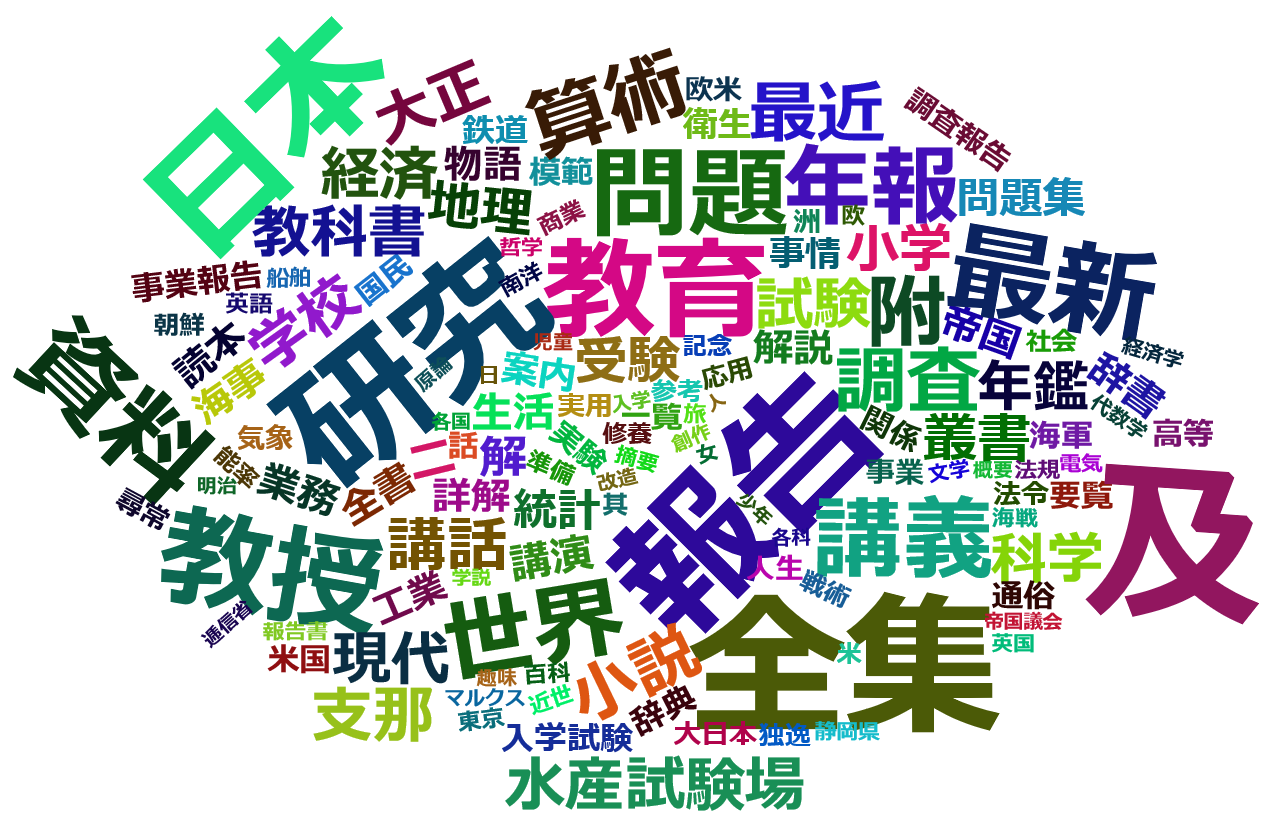 日本
大正
算術
欧米
最近
調査報告
鉄道
衛生
経済
物語
模範
問題
年報
問題集
地理
教科書
商業
洲
欧
哲学
教育
事情
小学
最新
事業報告
船舶
国民
南洋
英語
学校
研究
試験
附
帝国
社会
朝鮮
読本
児童
受験
記念
解説
経済学
資料
海事
原論
日
案内
参考
応用
調査
年鑑
辞書
生活
実用
入学
一覧
旅
人
代数学
各国
気象
二
話
解
実験
修養
創作
女
報告
関係
叢書
海軍
高等
能率
明治
業務
全書
準備
摘要
改造
事業
文学
概要
法規
電気
尋常
詳解
統計
其
少年
法令
要覧
及
教授
講話
講演
各科
講義
海戦
科学
逓信省
工業
学説
人生
戦術
通俗
報告書
世界
全集
帝国議会
米国
現代
小説
米
英国
支那
趣味
百科
マルクス
近世
東京
辞典
入学試験
大日本
独逸
静岡県
水産試験場